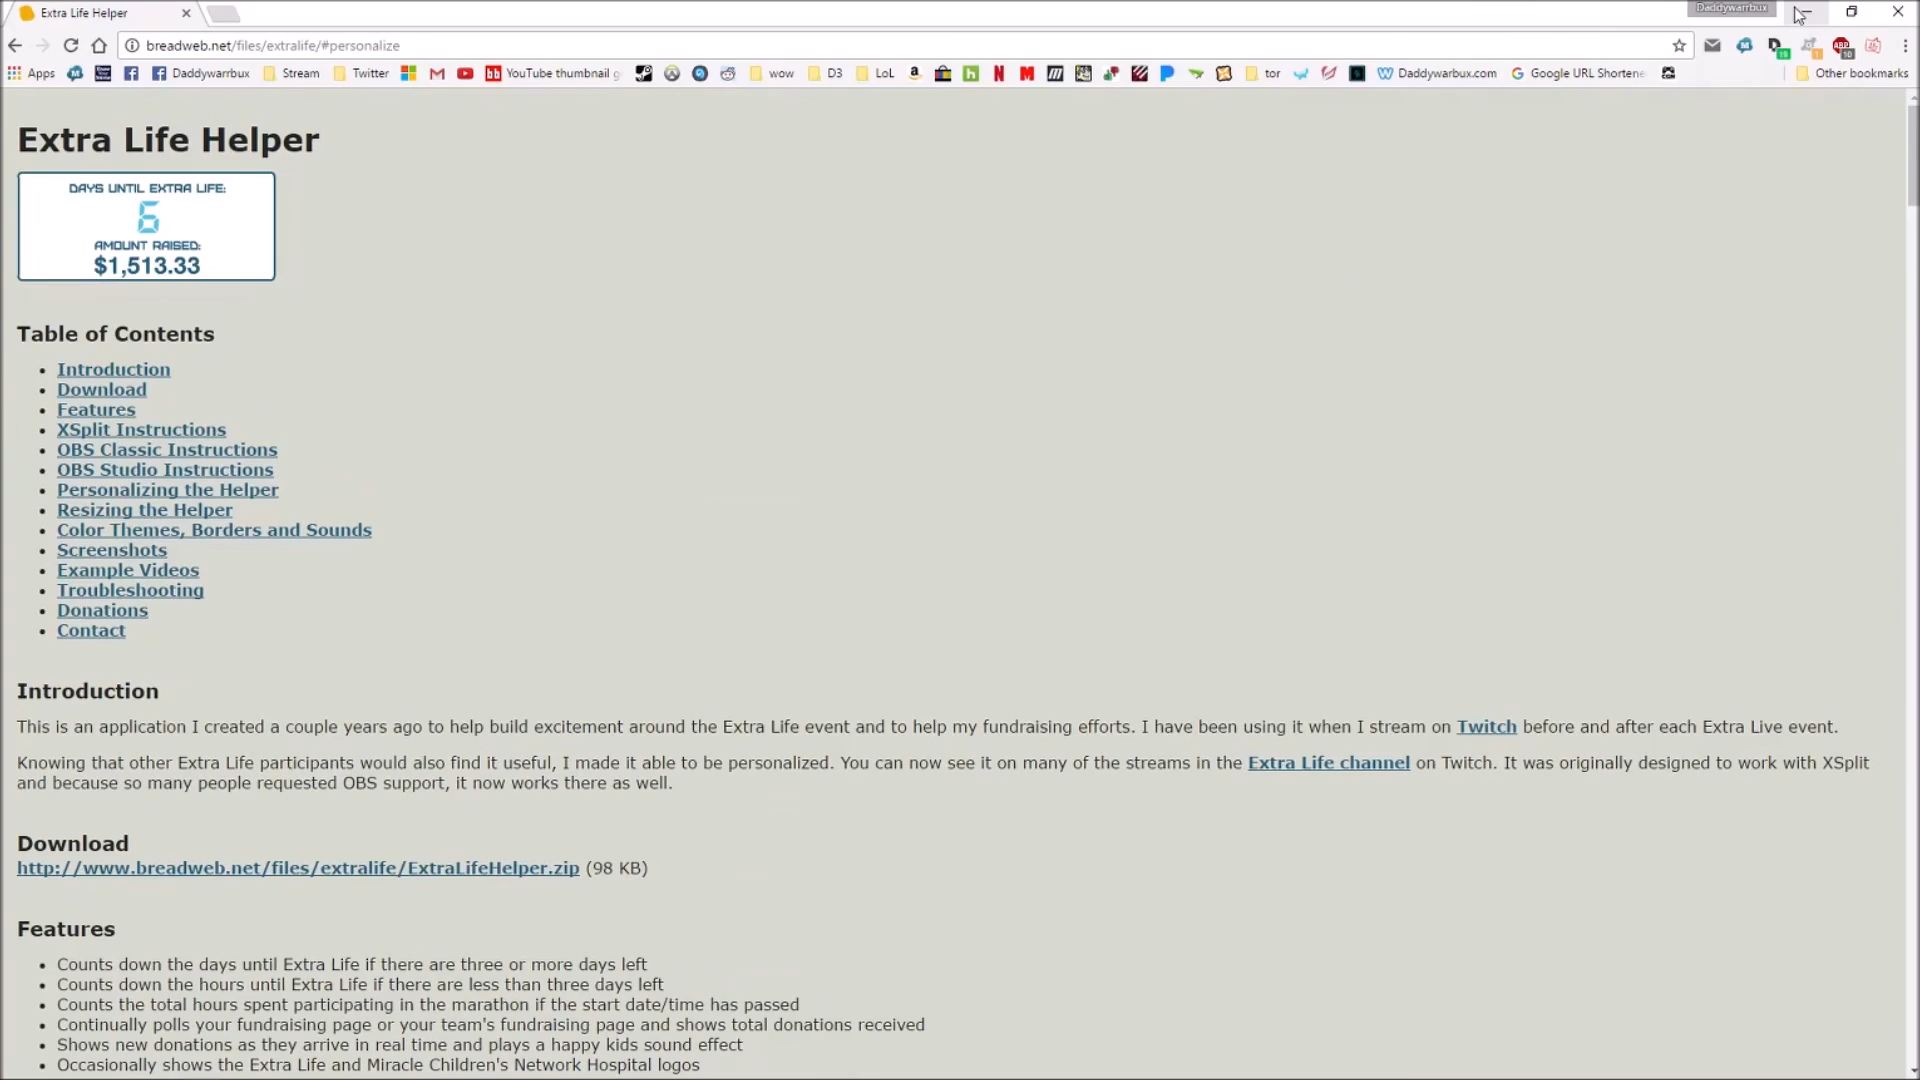 Extra Life Helper
Daddywarrbux
breadweb.net/files/extralife/#personalize
Apps Daddywarrbux Stream Twitter YouTube thumbnail wow D3 LoL tor Daddywarbux.com Google URL Shortene Other bookmarks
Extra Life Helper
DAYS UNTIL EXTRA LIFE:
6
AMOUNT RAISED:
$1,513.33
Table of Contents
Introduction
Download
Features
XSplit Instructions
OBS Classic Instructions
OBS Studio Instructions
Personalizing the Helper
Resizing the Helper
Color Themes, Borders and Sounds
Screenshots
Example Videos
Troubleshooting
Donations
Contact
Introduction
This is an application I created a couple years ago to help build excitement around the Extra Life event and to help my fundraising efforts. I have been using it when I stream on Twitch before and after each Extra Live event.
Knowing that other Extra Life participants would also find it useful, I made it able to be personalized. You can now see it on many of the streams in the Extra Life channel on Twitch. It was originally designed to work with XSplit
and because so many people requested OBS support, it now works there as well.
Download
http://www.breadweb.net/files/extralife/ExtraLifeHelper.zip (98 KB)
Features
Counts down the days until Extra Life if there are three or more days left
Counts down the hours until Extra Life if there are less than three days left
Counts the total hours spent participating in the marathon if the start date/time has passed
Continually polls your fundraising page or your team's fundraising page and shows total donations received
Shows new donations as they arrive in real time and plays a happy kids sound effect
Occasionally shows the Extra Life and Miracle Children's Network Hospital logos